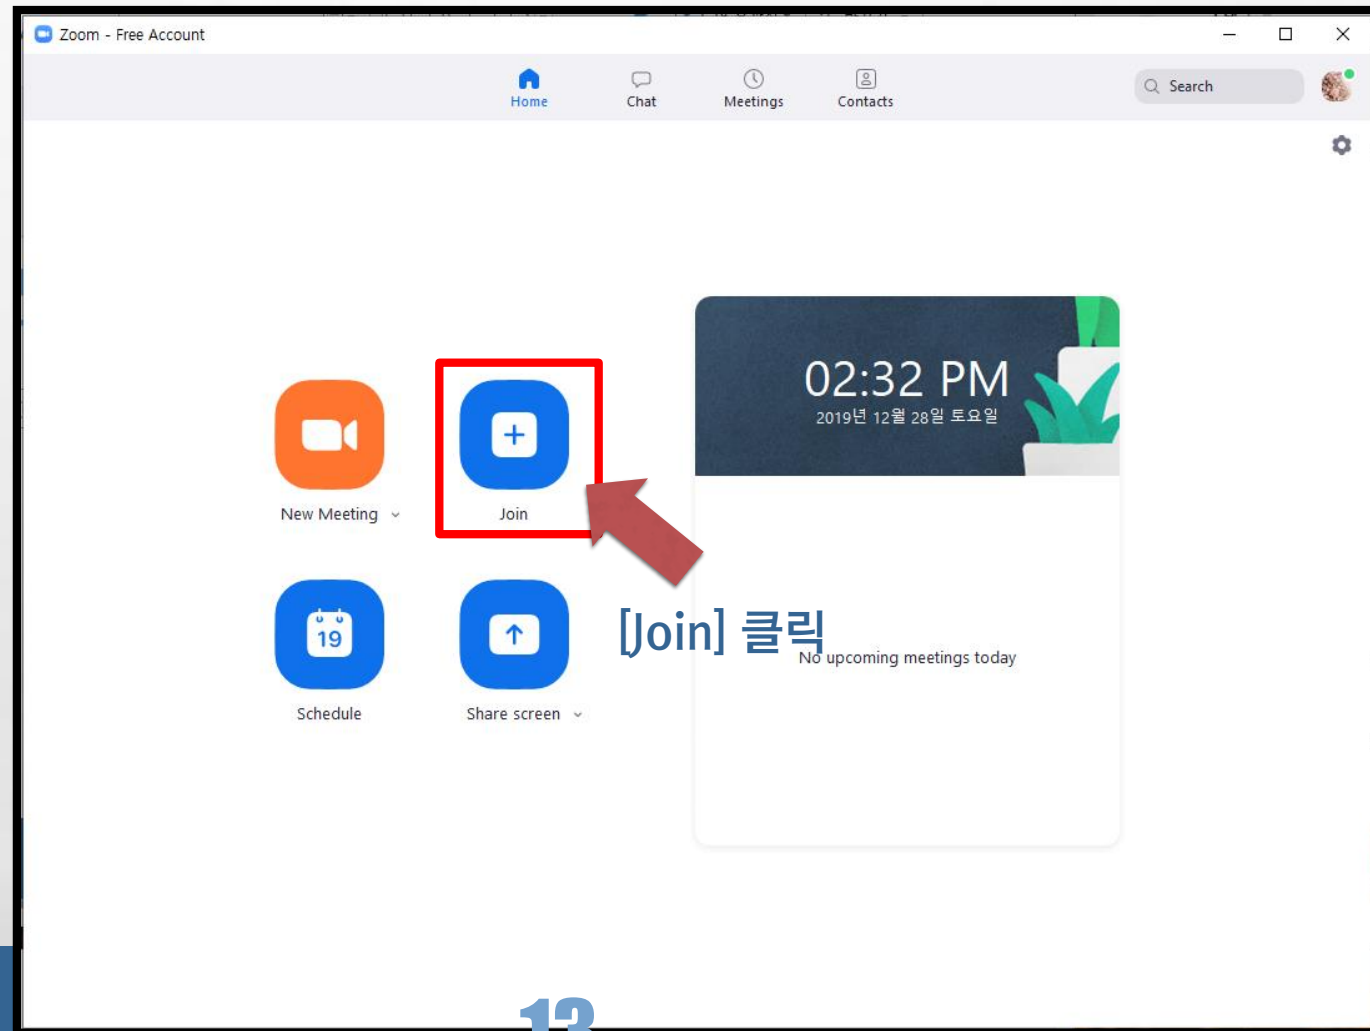 Zoom - Free Account
Home
Chat
Meetings
Contacts
Search
02:32 PM
2019년 12월 28일 토요일
New Meeting
Join
19
Schedule
Share screen
[Join] 클릭
No upcoming meetings today
13